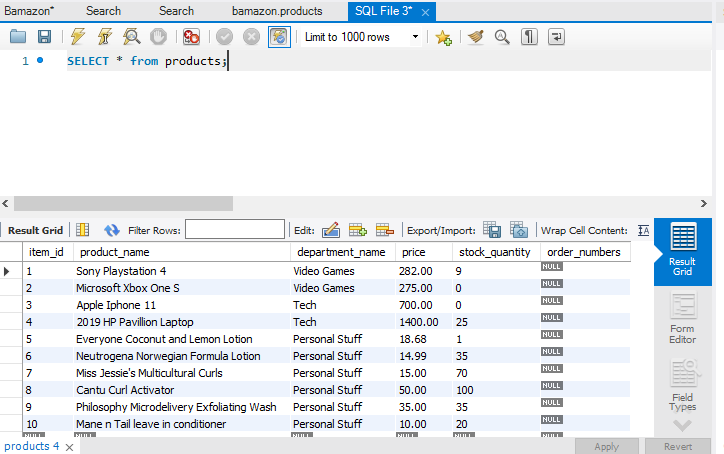 Bamazon* Search Search bamazon.products SQL File 3* ×
Limit to 1000 rows
1 SELECT * from products;
Result Grid Filter Rows: Edit: Export/Import: Wrap Cell Content: IA
item_id product_name department_name price stock_quantity order_numbers
1 Sony Playstation 4 Video Games 282.00 9 NULL
2 Microsoft Xbox One S Video Games 275.00 0 NULL
3 Apple Iphone 11 Tech 700.00 0 NULL
4 2019 HP Pavillion Laptop Tech 1400.00 25 NULL
5 Everyone Coconut and Lemon Lotion Personal Stuff 18.68 1 NULL
6 Neutrogena Norwegian Formula Lotion Personal Stuff 14.99 35 NULL
7 Miss Jessie's Multicultural Curls Personal Stuff 15.00 70 NULL
8 Cantu Curl Activator Personal Stuff 50.00 100 NULL
9 Philosophy Microdelivery Exfoliating Wash Personal Stuff 35.00 35 NULL
10 Mane n Tail leave in conditioner Personal Stuff 10.00 20 NULL
NULL NULL NULL NULL NULL NULL
Result
Grid
Form
Editor
Field
Types
products 4 × Apply Revert